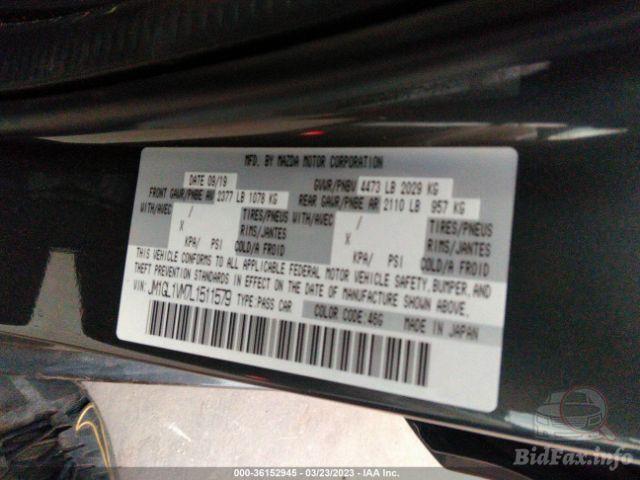 MFD. BY MAZDA MOTOR CORPORATION
DATE 09/19 GVWR/PNBV 4473 LB 2029 KG
FRONT GAWR/PNBE AV 2377 LB 1078 KG REAR GAWR/PNBE AR 2110 LB 957 KG
WITH/AVEC / TIRES/PNEUS WITH/AVEC / TIRES/PNEUS
X RIMS/JANTES X RIMS/JANTES
KPA/ PSI COLD/A FROID KPA/ PSI COLD/A FROID
THIS VEHICLE CONFORMS TO ALL APPLICABLE FEDERAL MOTOR VEHICLE SAFETY, BUMPER, AND
THEFT PREVENTION STANDARDS IN EFFECT ON THE DATE OF MANUFACTURE SHOWN ABOVE.
VIN: JM1GL1VM7L1511579 TYPE:PASS CAR COLOR CODE:46G MADE IN JAPAN
BidFax.info
000-36152945 - 03/23/2023 - IAA Inc.